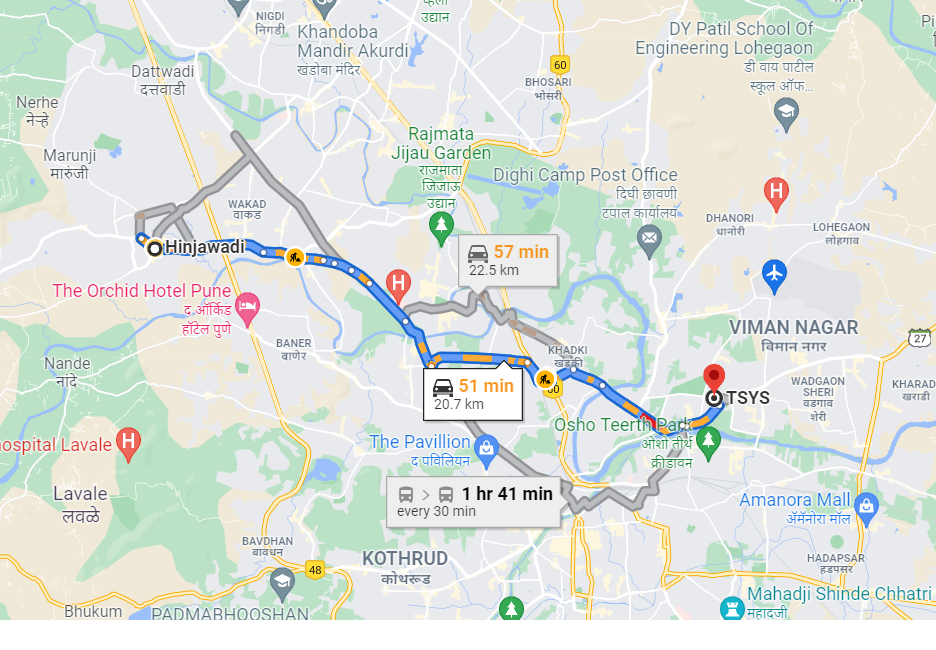 व्हेली
उद्यान
NIGDI
निगडी
Khandoba
Mandir Akurdi
खंडोबा मंदिर
DY Patil School Of
Engineering Lohegaon
डी वाय पाटील
स्कूल ऑफ...
60
BHOSARI
भोसरी
Dattwadi
दत्तवाडी
Nerhe
नेऱ्हे
Rajmata
Jijau Garden
राजमाता
जिजाऊ
उद्यान
Marunji
मारुंजी
Dighi Camp Post Office
दिघी छावणी
टपाल कार्यालय
H
WAKAD
वाकड
DHANORI
धानोरी
LOHEGAON
लोहगाव
Hinjawadi
57 min
22.5 km
The Orchid Hotel Pune
द ऑर्किड
हॉटेल पुणे
H
VIMAN NAGAR
विमान नगर
27
BANER
बाणेर
KHADKI
खडकी
Nande
नांदे
51 min
20.7 km
60
TSYS
WADGAON
SHERI
वडगाव
शेरी
KHARAD
खराडी
Osho Teerth Park
ओशो तीर्थ
क्रीडावन
hospital Lavale
H
The Pavillion
द पविलियन
Lavale
लवळे
1 hr 41 min
every 30 min
Amanora Mall
ॲमेनोरा मॉल
BAVDHAN
बावधन
48
KOTHRUD
कोथरूड
HADAPSAR
हडपसर
Bhukum
PADMABHOOSHAN
Mahadji Shinde Chhatri
महादजी